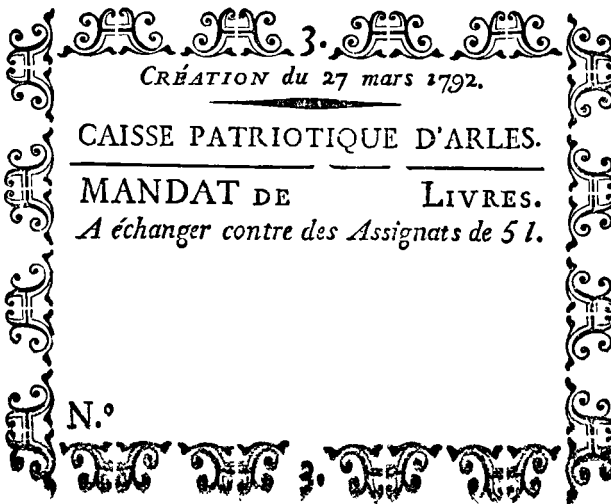 3.
CRÉATION du 27 mars 1792.
CAISSE PATRIOTIQUE D'ARLES.
MANDAT DE LIVRES.
A échanger contre des Assignats de 5 l.
N.º
3.